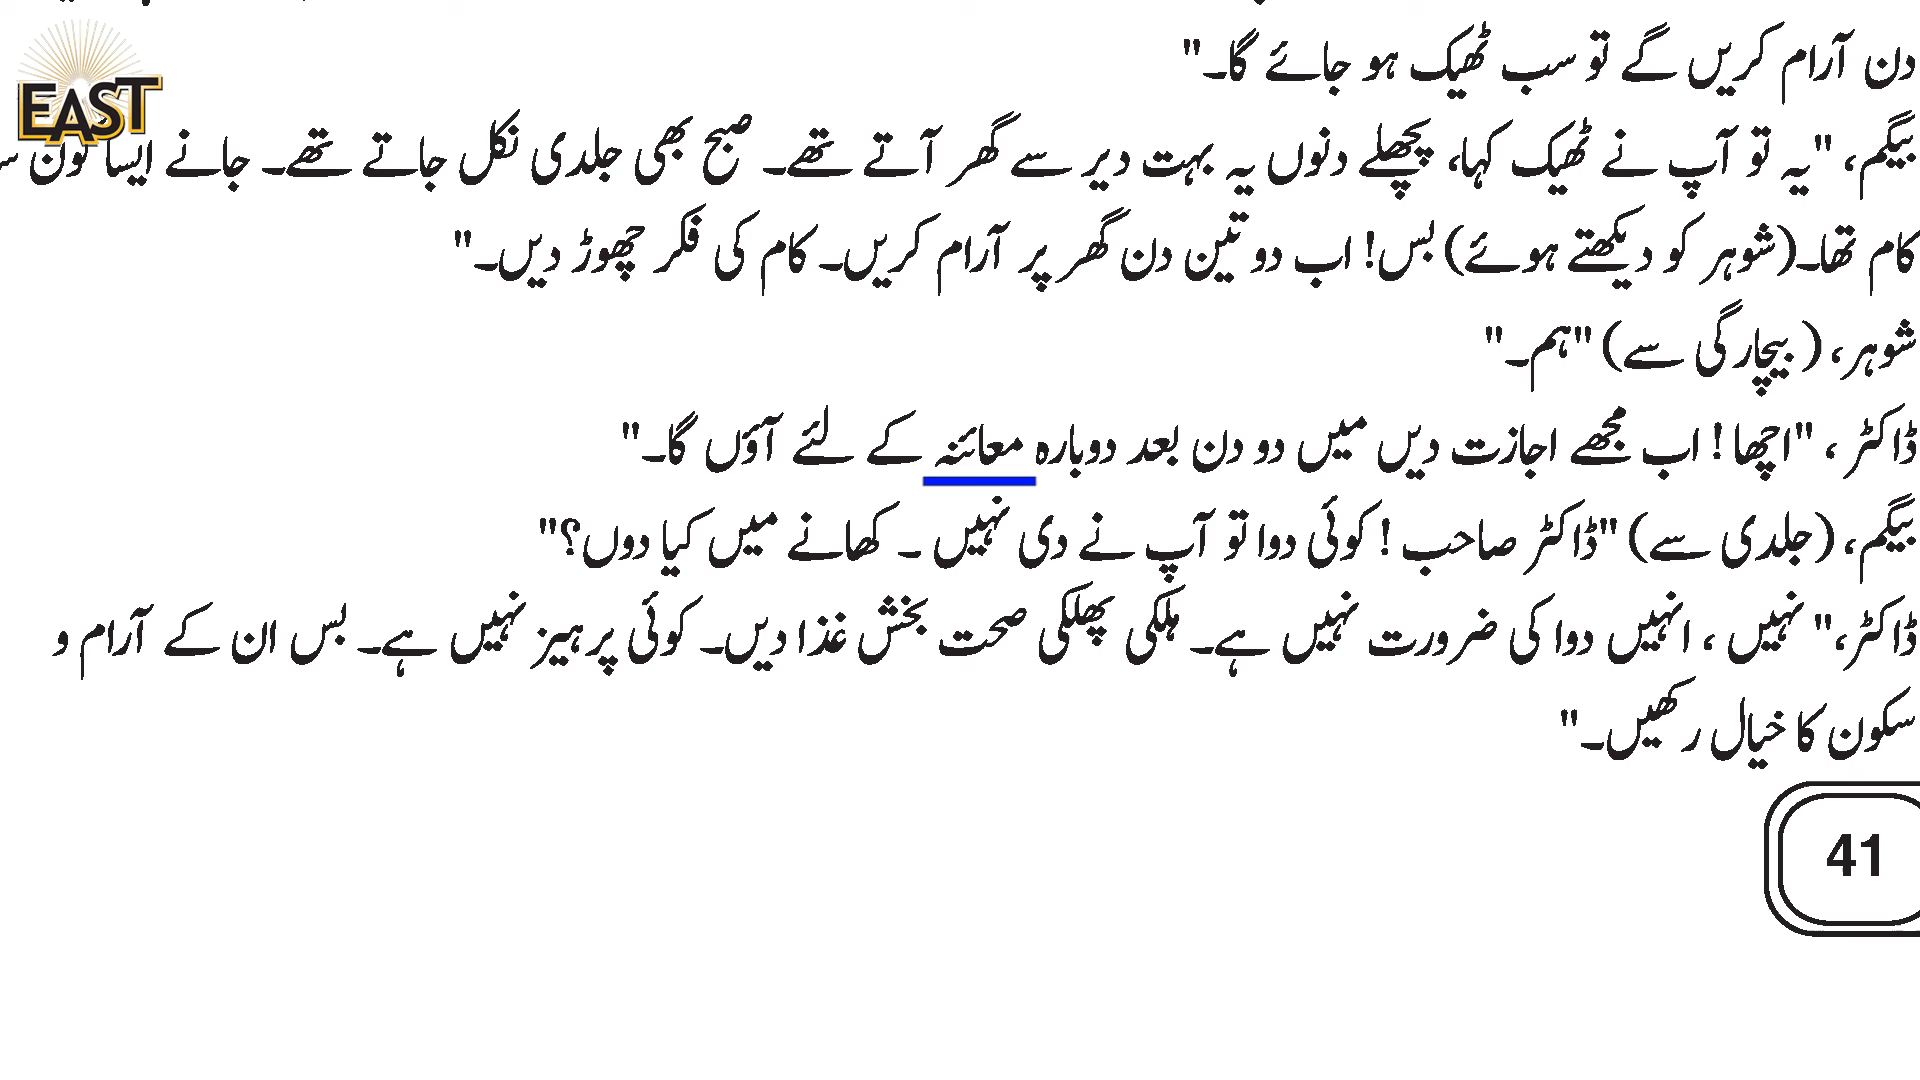 دن آرام کریں گے تو سب ٹھیک ہو جائے گا۔"
EAST
بیگم، "یہ تو آپ نے ٹھیک کہا، پچھلے دنوں یہ بہت دیر سے گھر آتے تھے۔ صبح بھی جلدی نکل جاتے تھے۔ جانے ایسا کون
کام تھا۔(شوہر کو دیکھتے ہوئے) بس! اب دو تین دن گھر پر آرام کریں۔ کام کی فکر چھوڑ دیں۔"
شوہر، (بیچارگی سے) "ہم۔"
ڈاکٹر ، "اچھا ! اب مجھے اجازت دیں میں دو دن بعد دوبارہ معائنہ کے لئے آؤں گا۔"
بیگم، (جلدی سے) "ڈاکٹر صاحب ! کوئی دوا تو آپ نے دی نہیں ۔ کھانے میں کیا دوں؟"
ڈاکٹر،" نہیں ، انہیں دوا کی ضرورت نہیں ہے۔ ہلکی پھلکی صحت بخش غذا دیں۔ کوئی پرہیز نہیں ہے۔ بس ان کے آرام و
سکون کا خیال رکھیں۔"
41